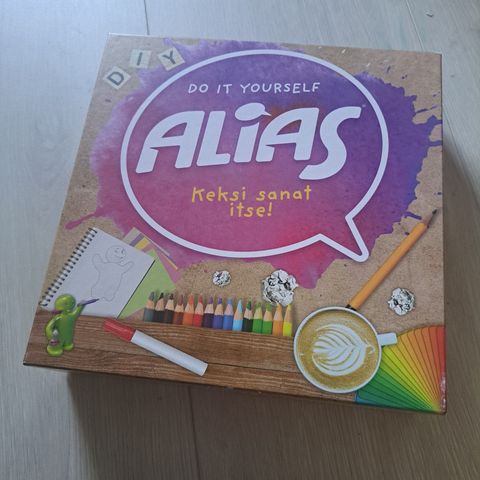 DIY
DO IT YOURSELF
ALIAS
Keksi sanat
itse!